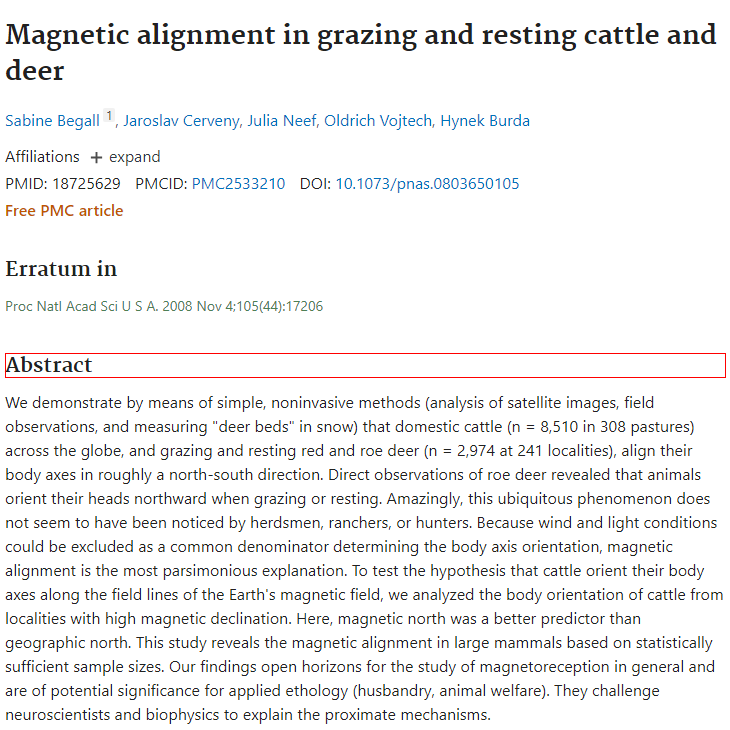 Magnetic alignment in grazing and resting cattle and
deer
Sabine Begall 1, Jaroslav Cerveny, Julia Neef, Oldrich Vojtech, Hynek Burda
Affiliations + expand
PMID: 18725629 PMCID: PMC2533210 DOI: 10.1073/pnas.0803650105
Free PMC article
Erratum in
Proc Natl Acad Sci U S A. 2008 Nov 4;105(44):17206
Abstract
We demonstrate by means of simple, noninvasive methods (analysis of satellite images, field
observations, and measuring "deer beds" in snow) that domestic cattle (n = 8,510 in 308 pastures)
across the globe, and grazing and resting red and roe deer (n = 2,974 at 241 localities), align their
body axes in roughly a north-south direction. Direct observations of roe deer revealed that animals
orient their heads northward when grazing or resting. Amazingly, this ubiquitous phenomenon does
not seem to have been noticed by herdsmen, ranchers, or hunters. Because wind and light conditions
could be excluded as a common denominator determining the body axis orientation, magnetic
alignment is the most parsimonious explanation. To test the hypothesis that cattle orient their body
axes along the field lines of the Earth's magnetic field, we analyzed the body orientation of cattle from
localities with high magnetic declination. Here, magnetic north was a better predictor than
geographic north. This study reveals the magnetic alignment in large mammals based on statistically
sufficient sample sizes. Our findings open horizons for the study of magnetoreception in general and
are of potential significance for applied ethology (husbandry, animal welfare). They challenge
neuroscientists and biophysics to explain the proximate mechanisms.